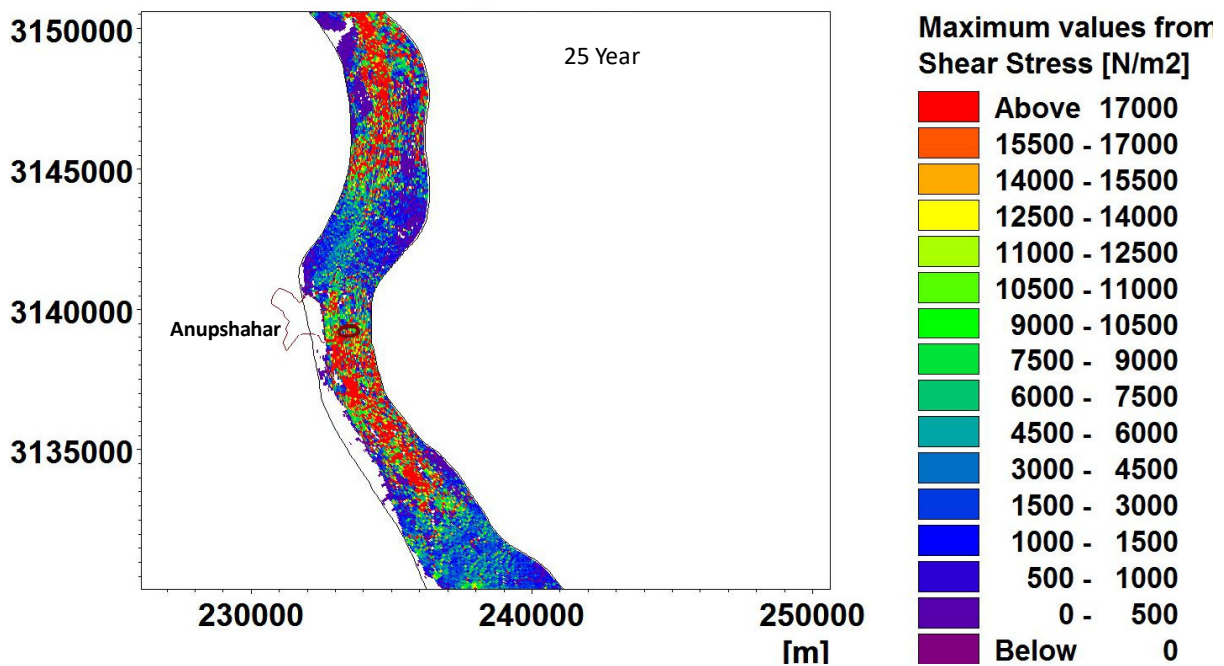 3150000
3145000
3140000
3135000
25 Year
Anupshahar
230000
240000
250000
[m]
Maximum values from
Shear Stress [N/m2]
Above 17000
15500 - 17000
14000 - 15500
12500 - 14000
11000 - 12500
10500 - 11000
9000 - 10500
7500 - 9000
6000 - 7500
4500 - 6000
3000 - 4500
1500 - 3000
1000 - 1500
500 - 1000
0 - 500
Below 0